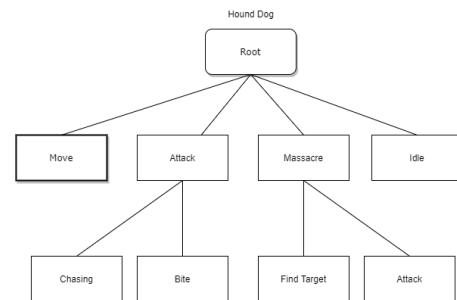 Hound Dog
Root
Move
Attack
Massacre
Idle
Chasing
Bite
Find Target
Attack